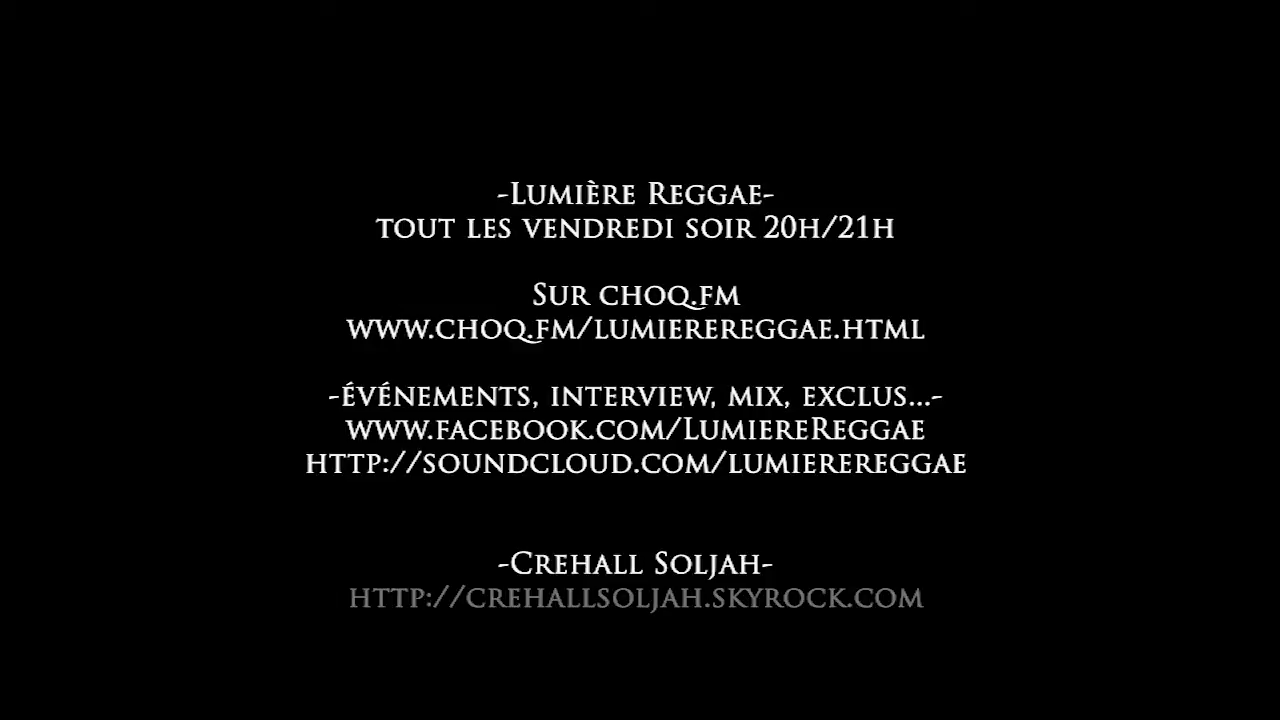 -Lumière Reggae-
tout les vendredi soir 20h/21h
Sur choq.fm
www.choq.fm/lumierereggae.html
-événements, interview, mix, exclus...-
www.facebook.com/LumiereReggae
http://soundcloud.com/lumierereggae
-Crehall Soljah-
http://crehallsoljah.skyrock.com